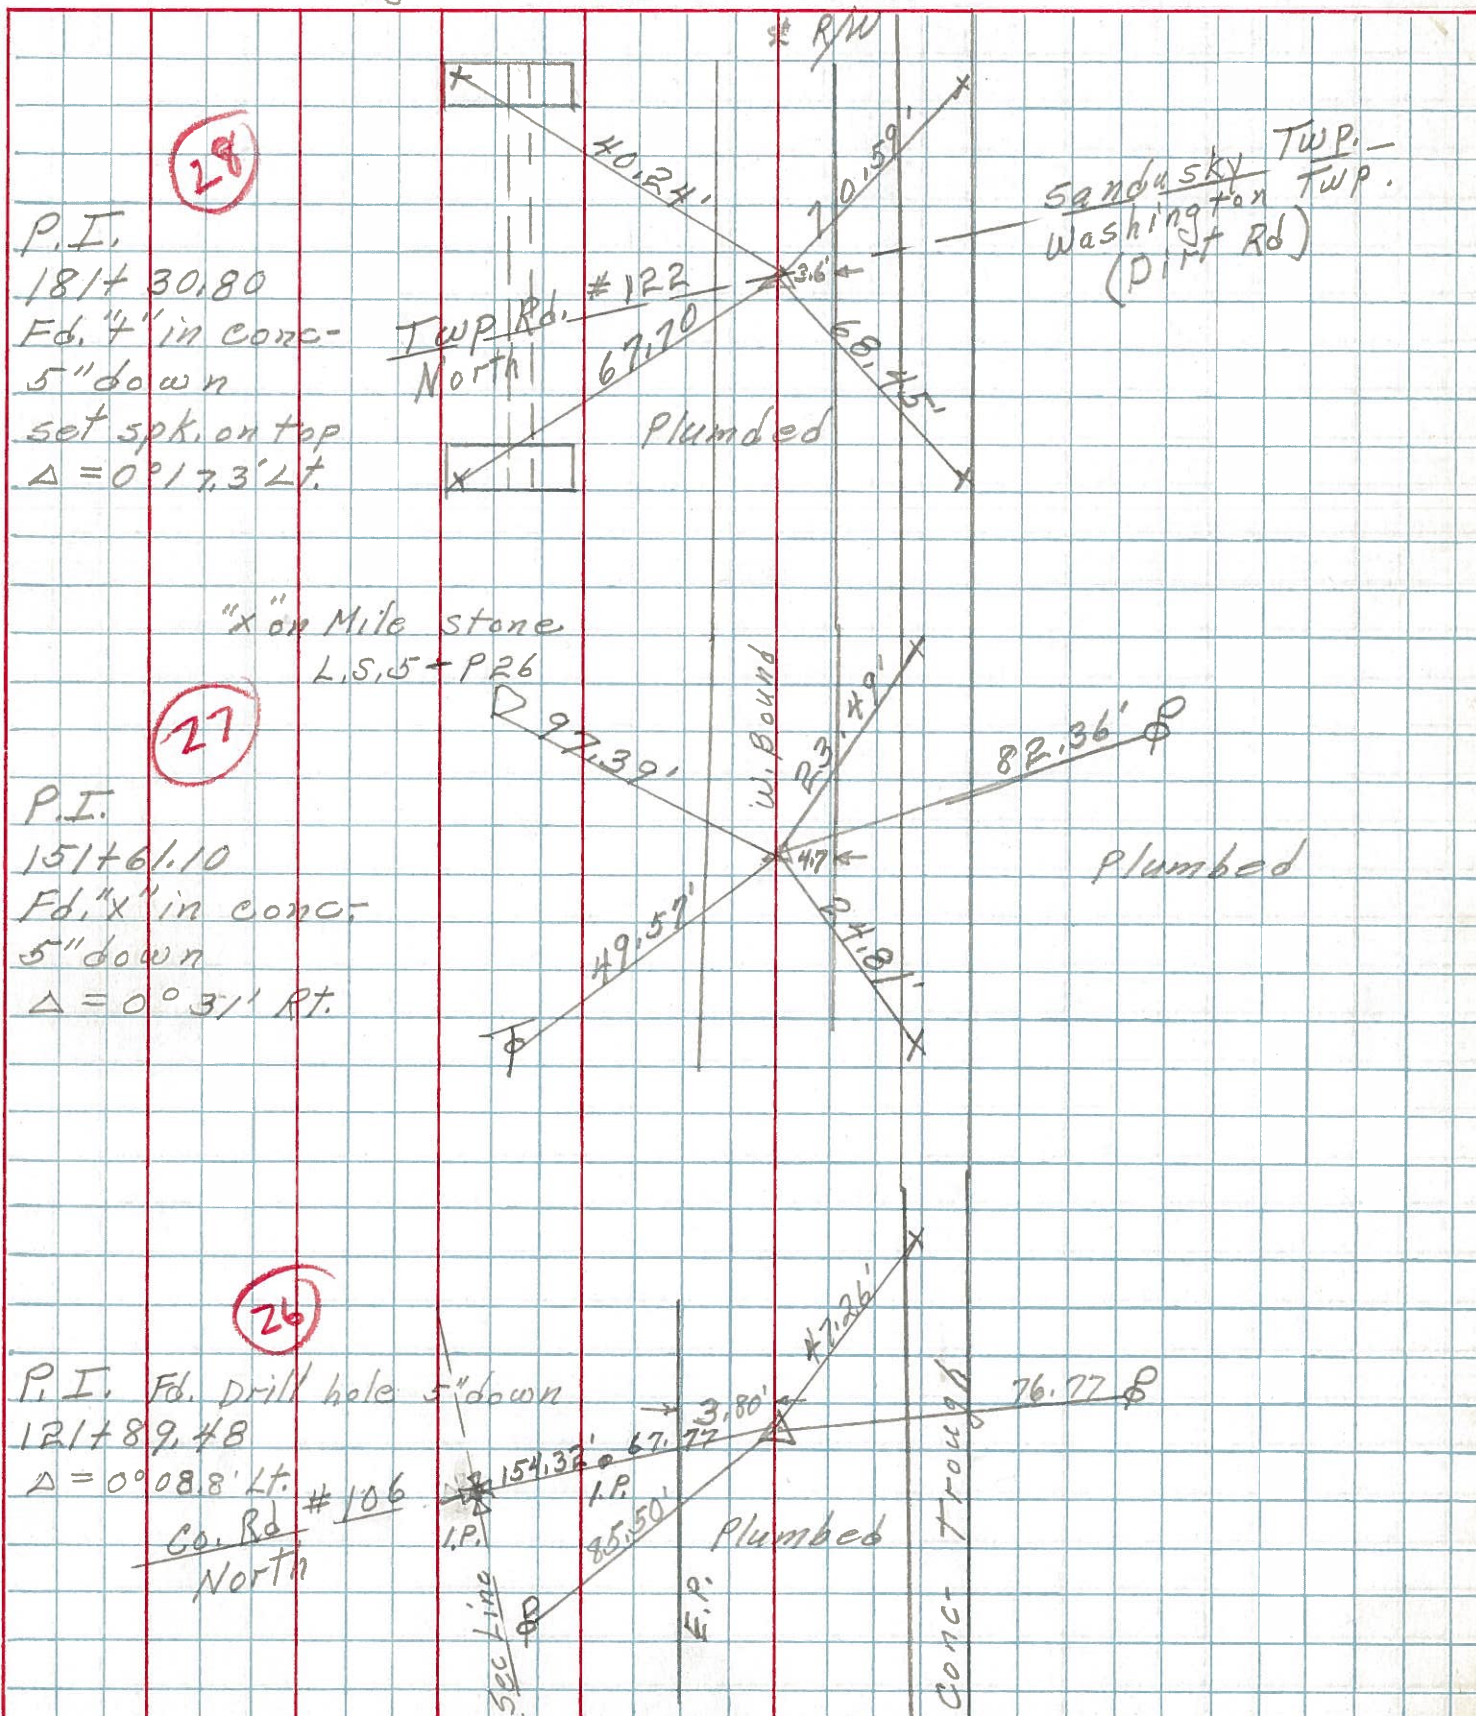 ℄ R/W
28
P.I.
181+30.80
Fd. "+" in conc-
5" down
set spk. on top
Δ = 0°17.3' Lt.
40.24'
70.59'
Sandusky Twp. -
Washington Twp.
(Dirt Rd)
3.6'
Twp Rd. #122
North
67.70
68.45'
Plumded
"x" on Mile stone
L.S.5 - P26
27
P.I.
151+61.10
Fd. "x" in conc-
5" down
Δ = 0° 31' Rt.
97.39'
W. Bound
23.49'
82.36'
4.7
Plumbed
49.57'
24.81'
26
P.I. Fd. Drill hole 5" down
121+89.48
Δ = 0°08.8' Lt.
Co. Rd #106
North
47.26'
3.80'
76.77
154.32'
67.77
I.P.
I.P.
85.50'
Plumbed
Sec Line
E.P.
Conc- Trough